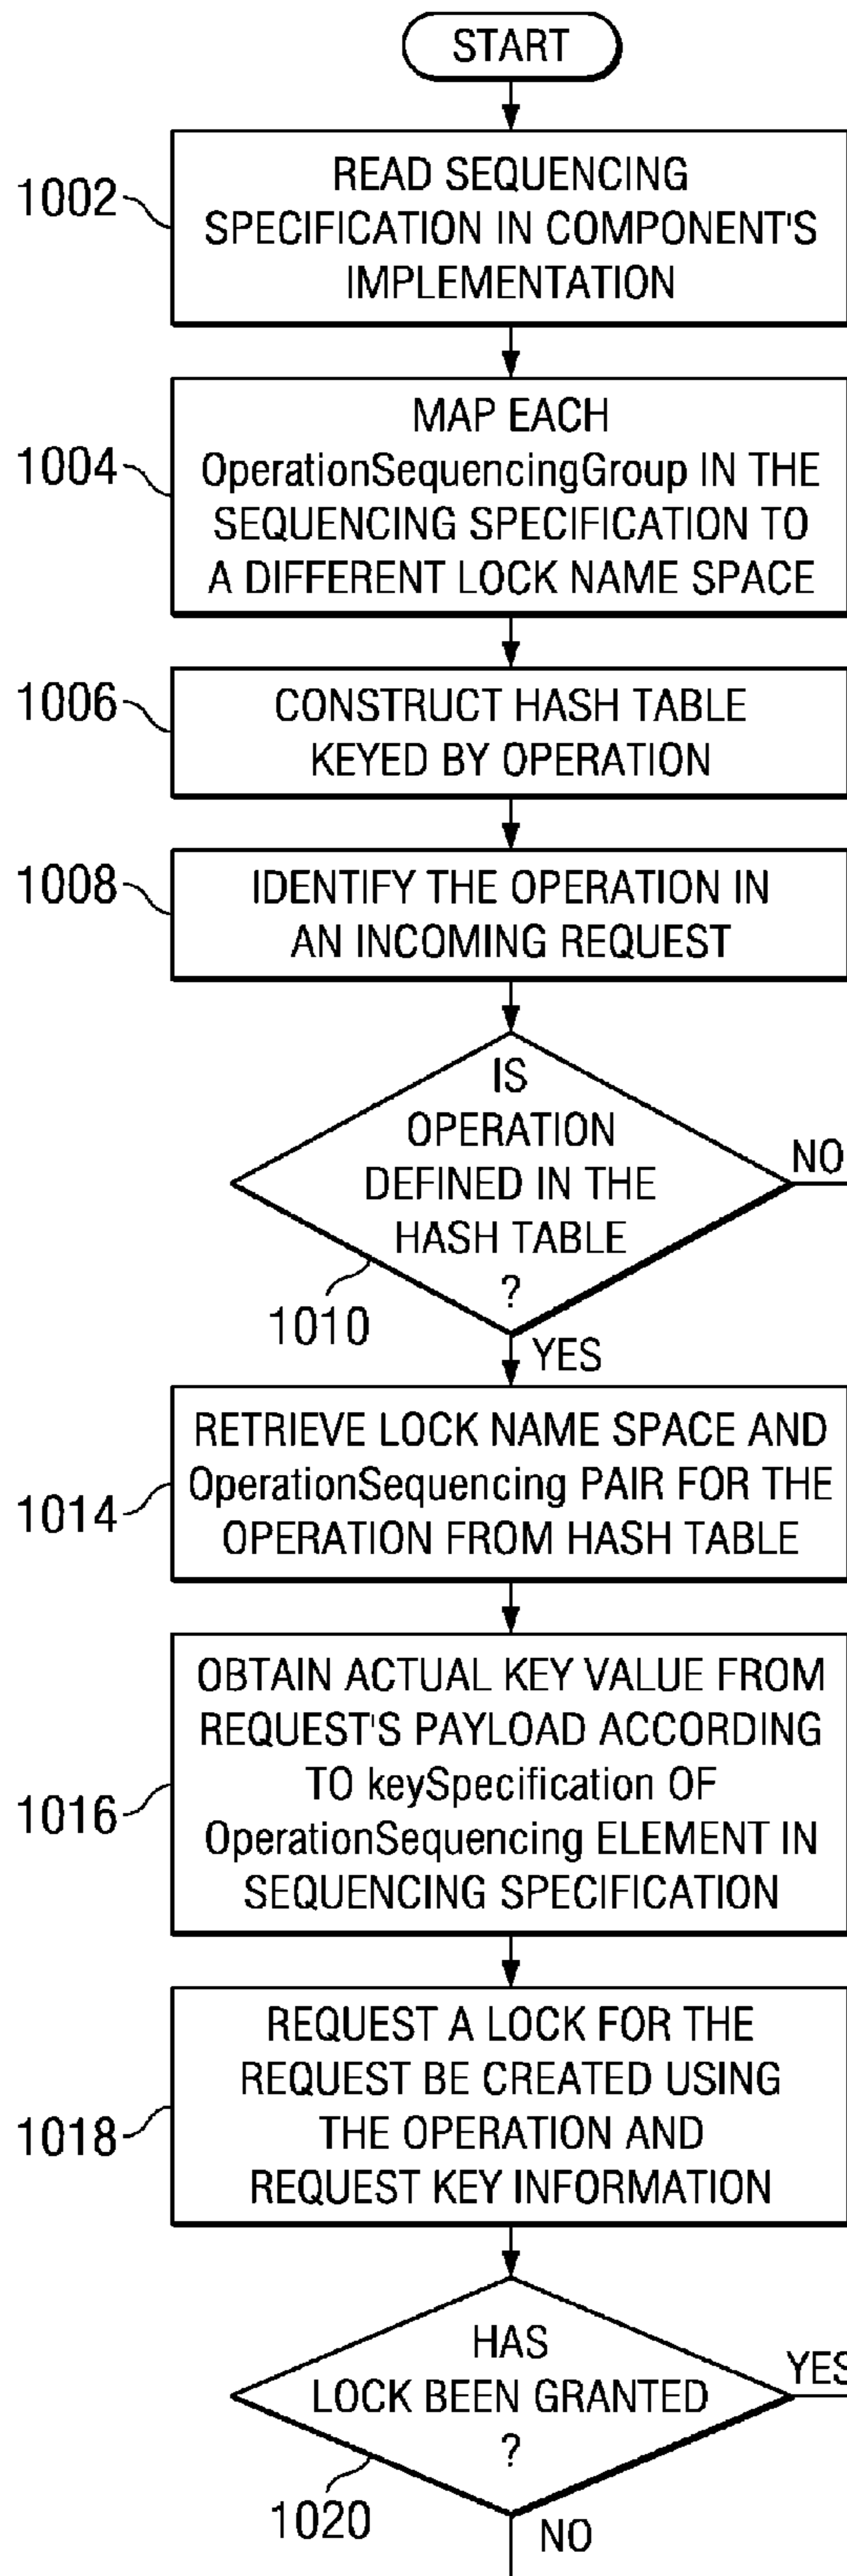 START
1002
READ SEQUENCING
SPECIFICATION IN COMPONENT'S
IMPLEMENTATION
1004
MAP EACH
OperationSequencingGroup IN THE
SEQUENCING SPECIFICATION TO
A DIFFERENT LOCK NAME SPACE
1006
CONSTRUCT HASH TABLE
KEYED BY OPERATION
1008
IDENTIFY THE OPERATION IN
AN INCOMING REQUEST
IS
OPERATION
DEFINED IN THE
HASH TABLE
?
NO
1010
YES
1014
RETRIEVE LOCK NAME SPACE AND
OperationSequencing PAIR FOR THE
OPERATION FROM HASH TABLE
1016
OBTAIN ACTUAL KEY VALUE FROM
REQUEST'S PAYLOAD ACCORDING
TO keySpecification OF
OperationSequencing ELEMENT IN
SEQUENCING SPECIFICATION
1018
REQUEST A LOCK FOR THE
REQUEST BE CREATED USING
THE OPERATION AND
REQUEST KEY INFORMATION
HAS
LOCK BEEN GRANTED
?
YES
1020
NO